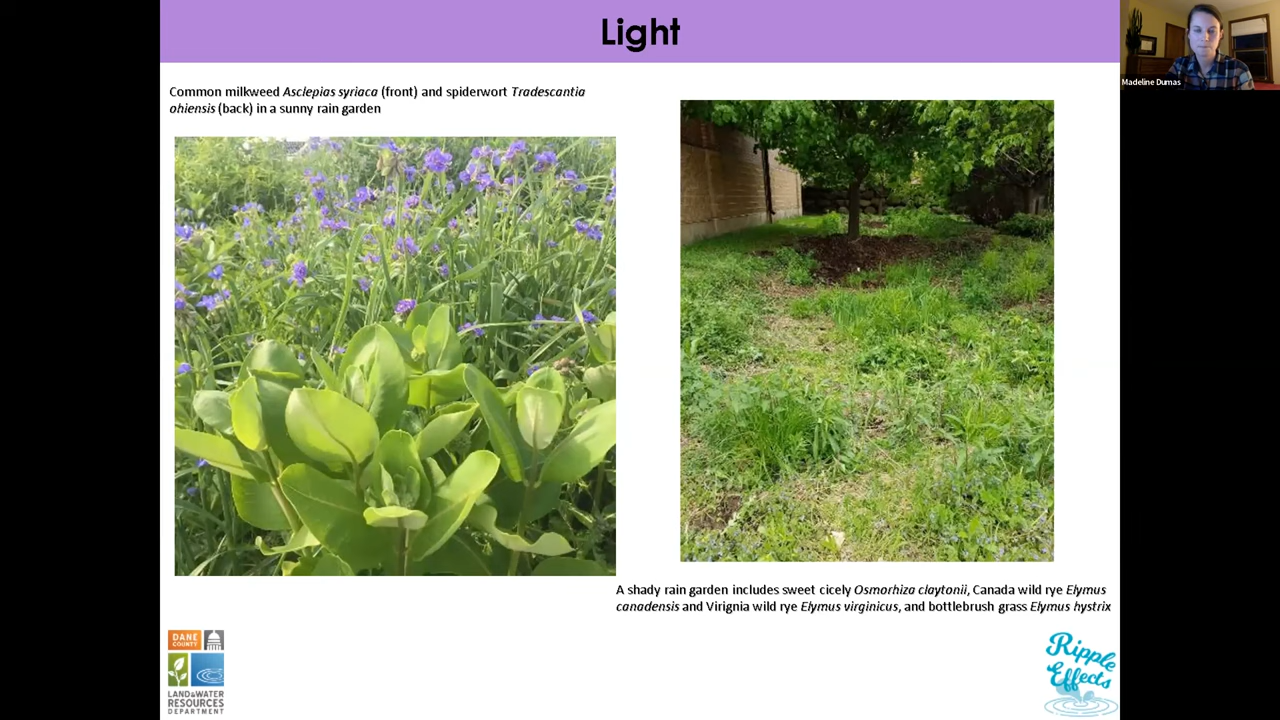 Light
Madeline Dumas
Common milkweed Asclepias syriaca (front) and spiderwort Tradescantia
ohiensis (back) in a sunny rain garden
A shady rain garden includes sweet cicely Osmorhiza claytonii, Canada wild rye Elymus
canadensis and Virignia wild rye Elymus virginicus, and bottlebrush grass Elymus hystrix
DANE
COUNTY
LAND & WATER
RESOURCES
DEPARTMENT
Ripple
Effects